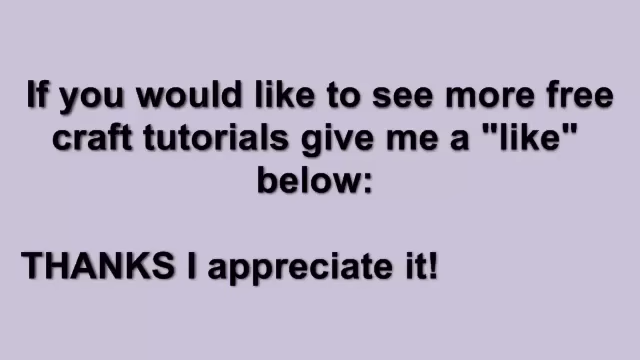 If you would like to see more free
craft tutorials give me a "like"
below:
THANKS I appreciate it!